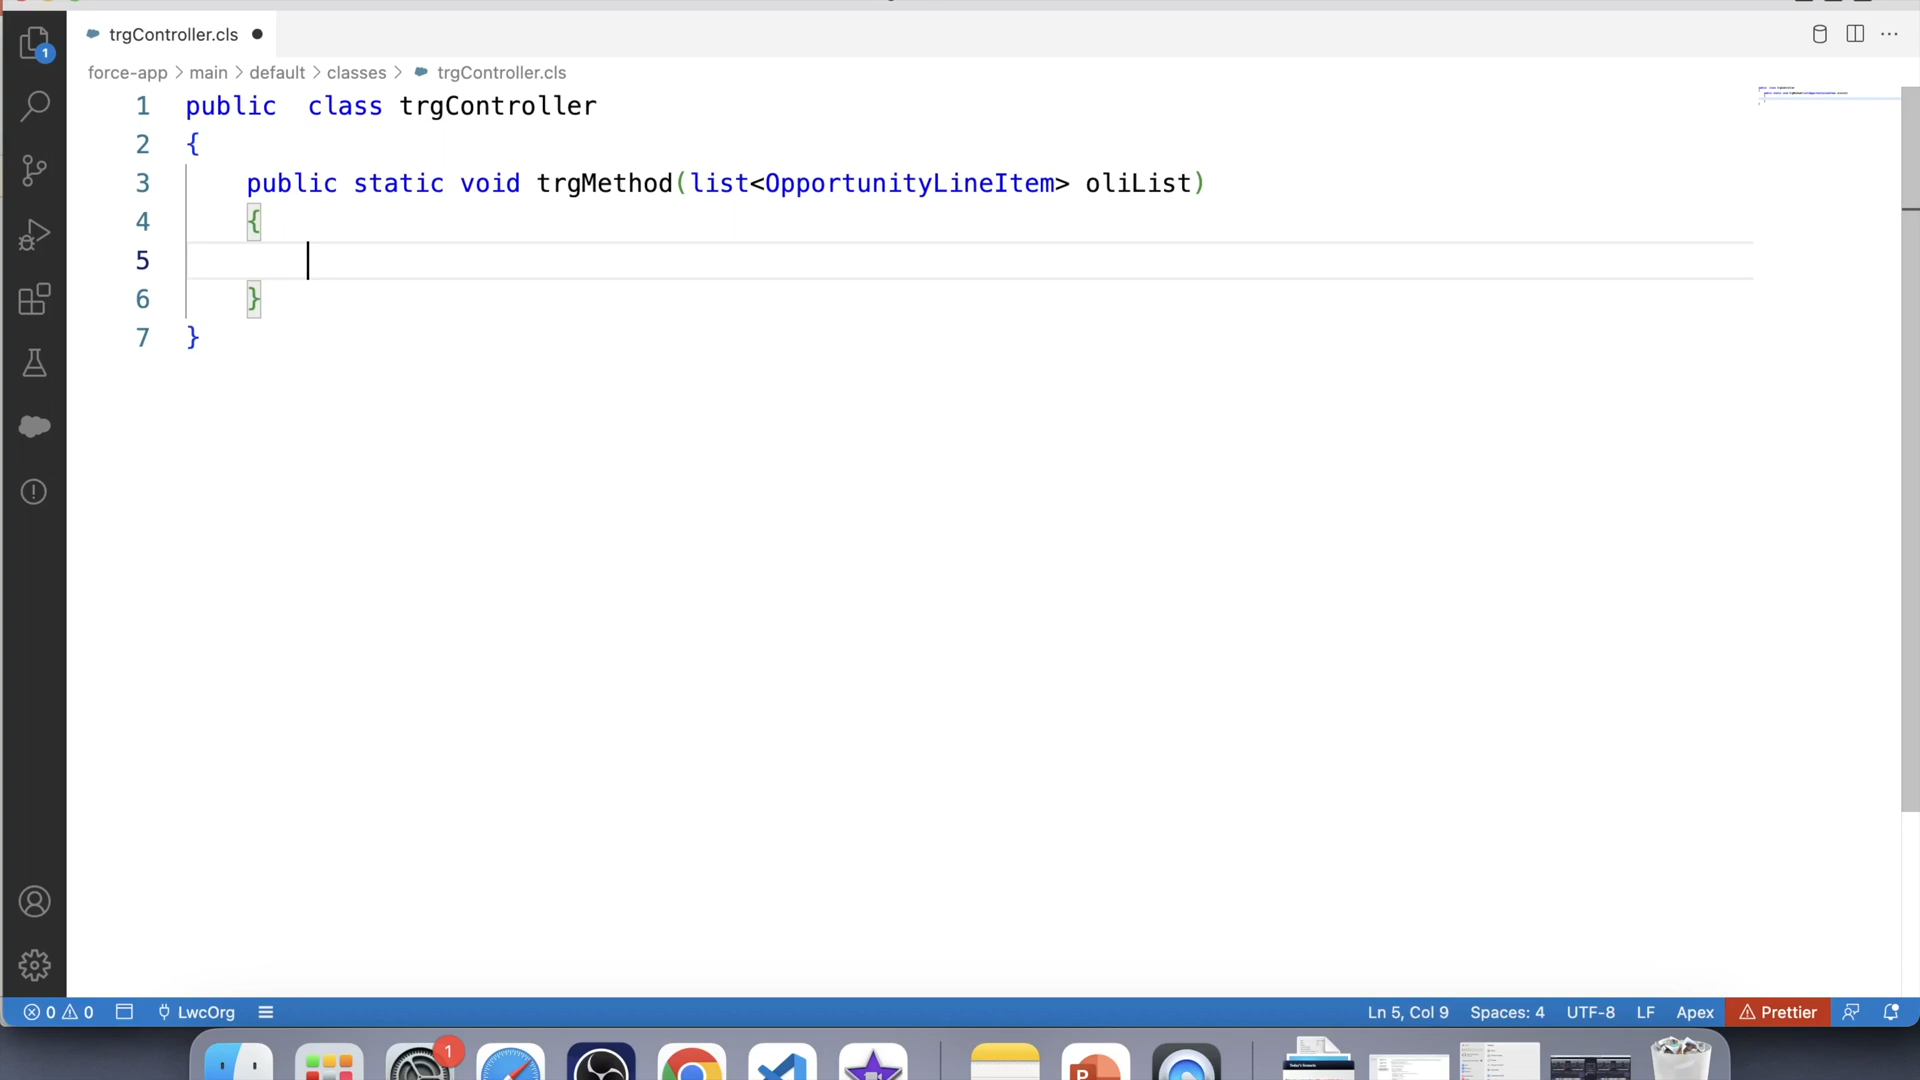 trgController.cls
1
force-app > main > default > classes > trgController.cls
1 public  class trgController
2 {
3     public static void trgMethod(list<OpportunityLineItem> oliList)
4     {
5
6     }
7 }
0 0 LwcOrg Ln 5, Col 9 Spaces: 4 UTF-8 LF Apex Prettier
1
P